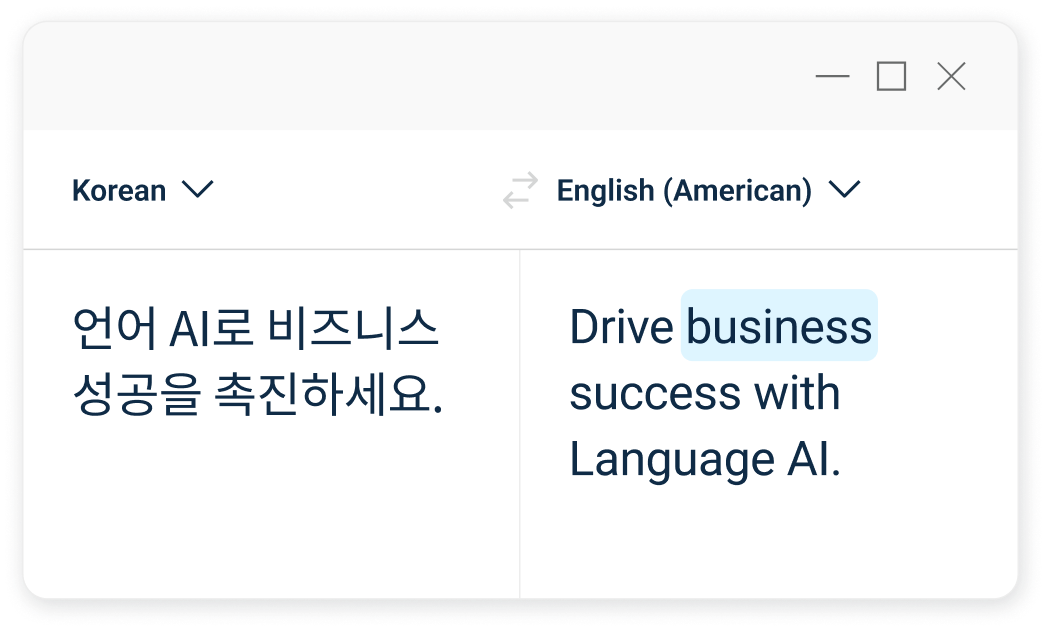 Korean
English (American)
언어 AI로 비즈니스
성공을 촉진하세요.
Drive business
success with
Language AI.